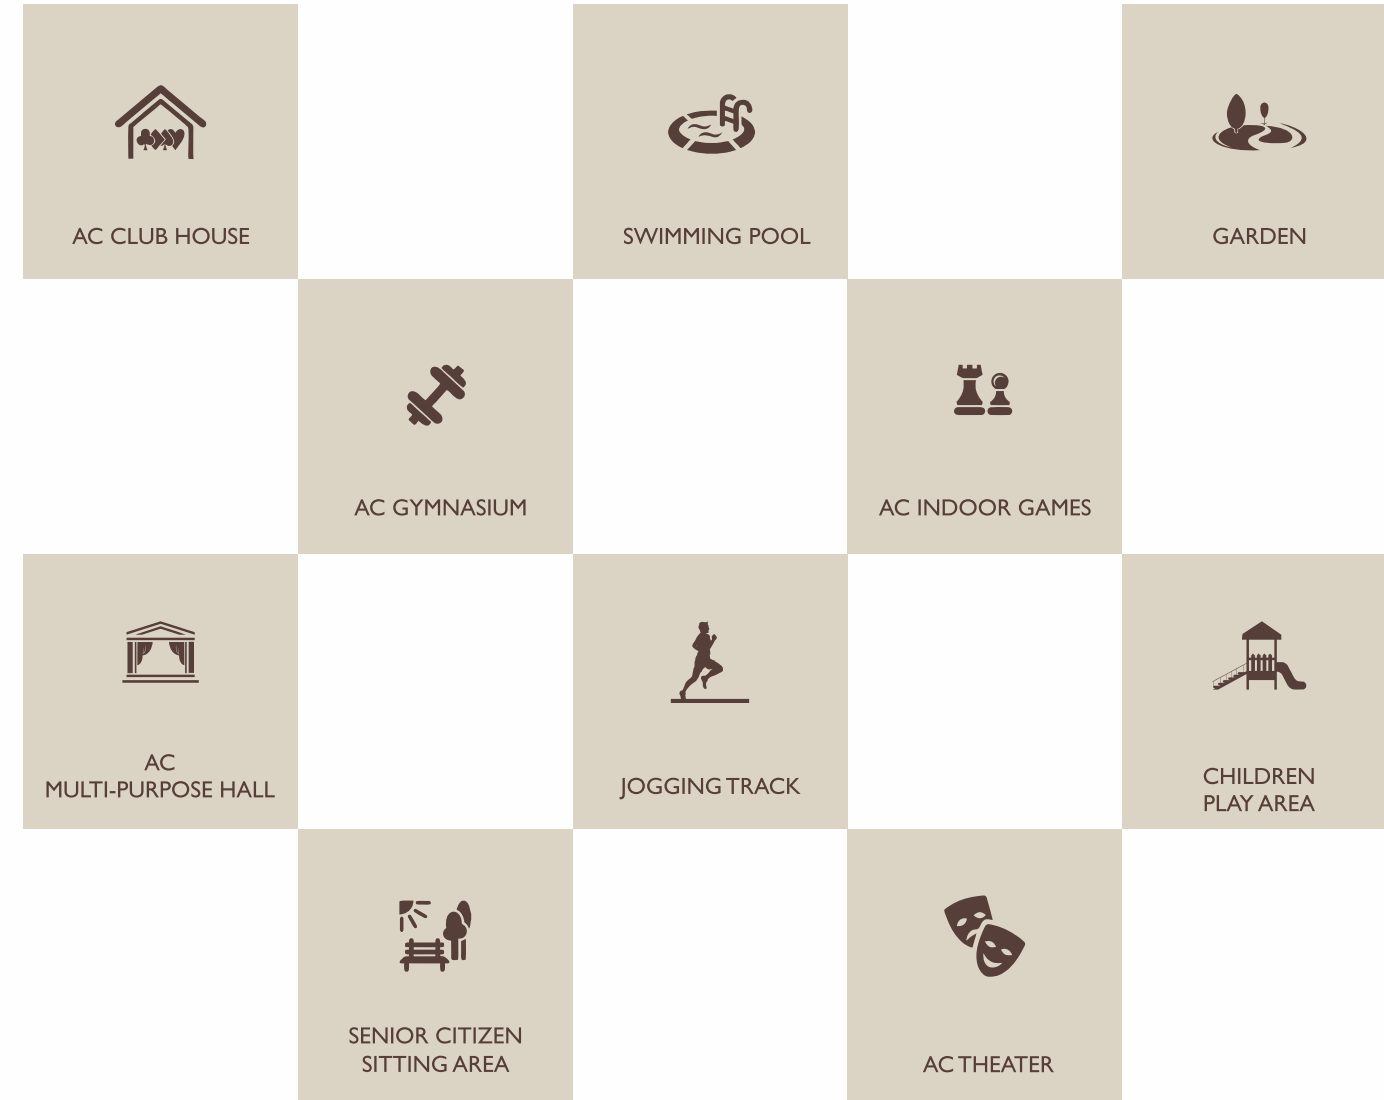 AC CLUB HOUSE
SWIMMING POOL
GARDEN
AC GYMNASIUM
AC INDOOR GAMES
AC
MULTI-PURPOSE HALL
JOGGING TRACK
CHILDREN
PLAY AREA
SENIOR CITIZEN
SITTING AREA
AC THEATER